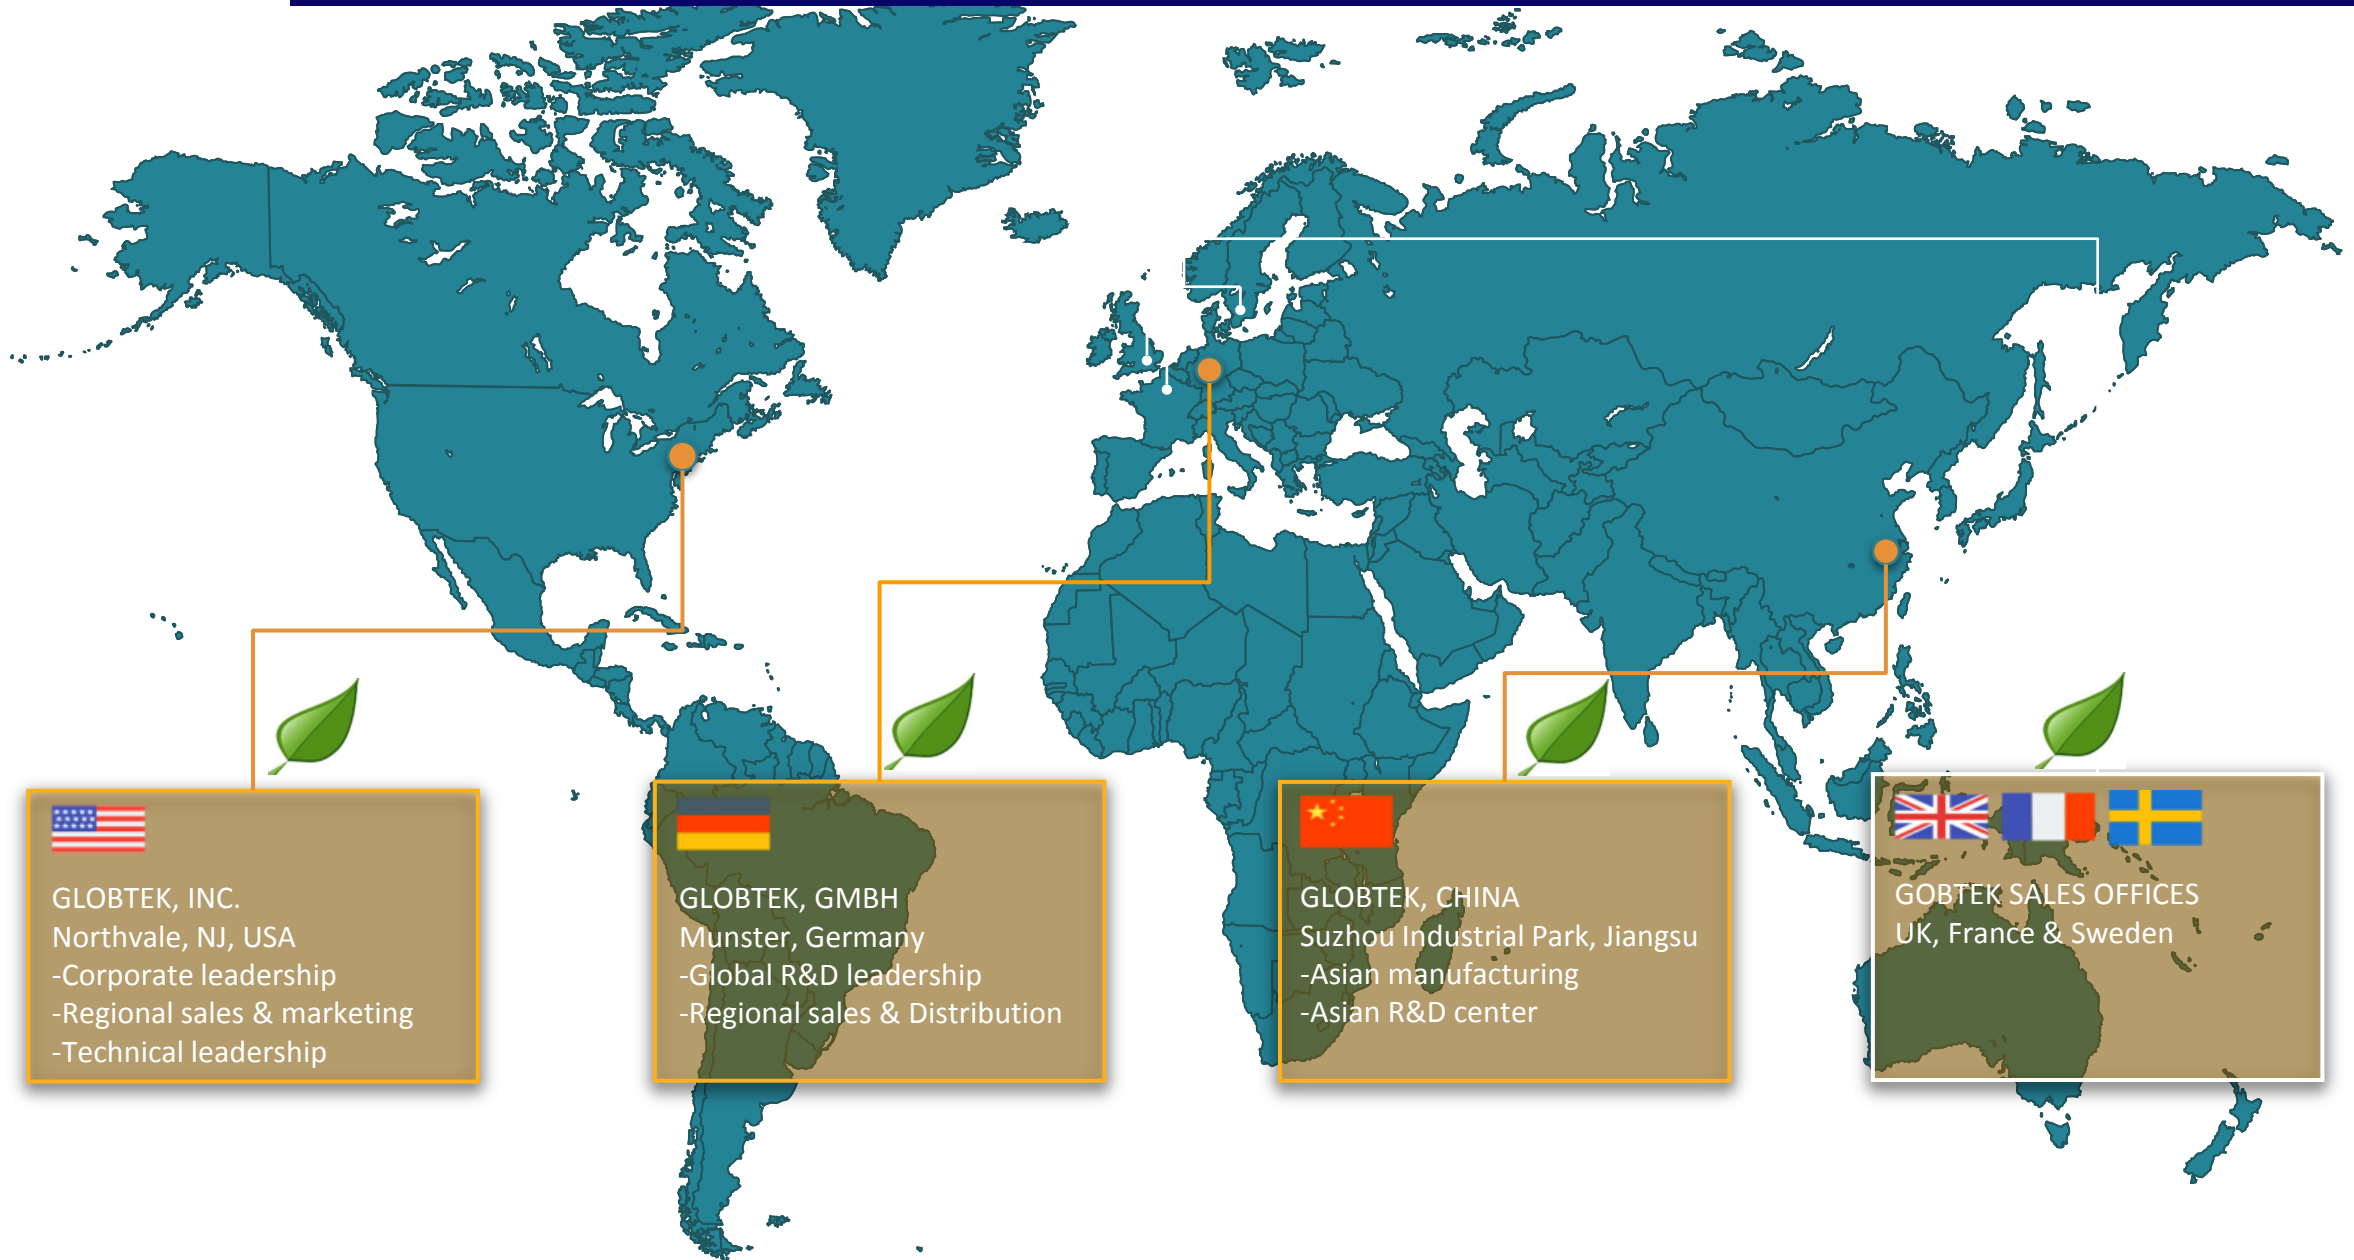 GLOBTEK, INC.
Northvale, NJ, USA
-Corporate leadership
-Regional sales & marketing
-Technical leadership
GLOBTEK, GMBH
Munster, Germany
-Global R&D leadership
-Regional sales & Distribution
GLOBTEK, CHINA
Suzhou Industrial Park, Jiangsu
-Asian manufacturing
-Asian R&D center
GOBTEK SALES OFFICES
UK, France & Sweden